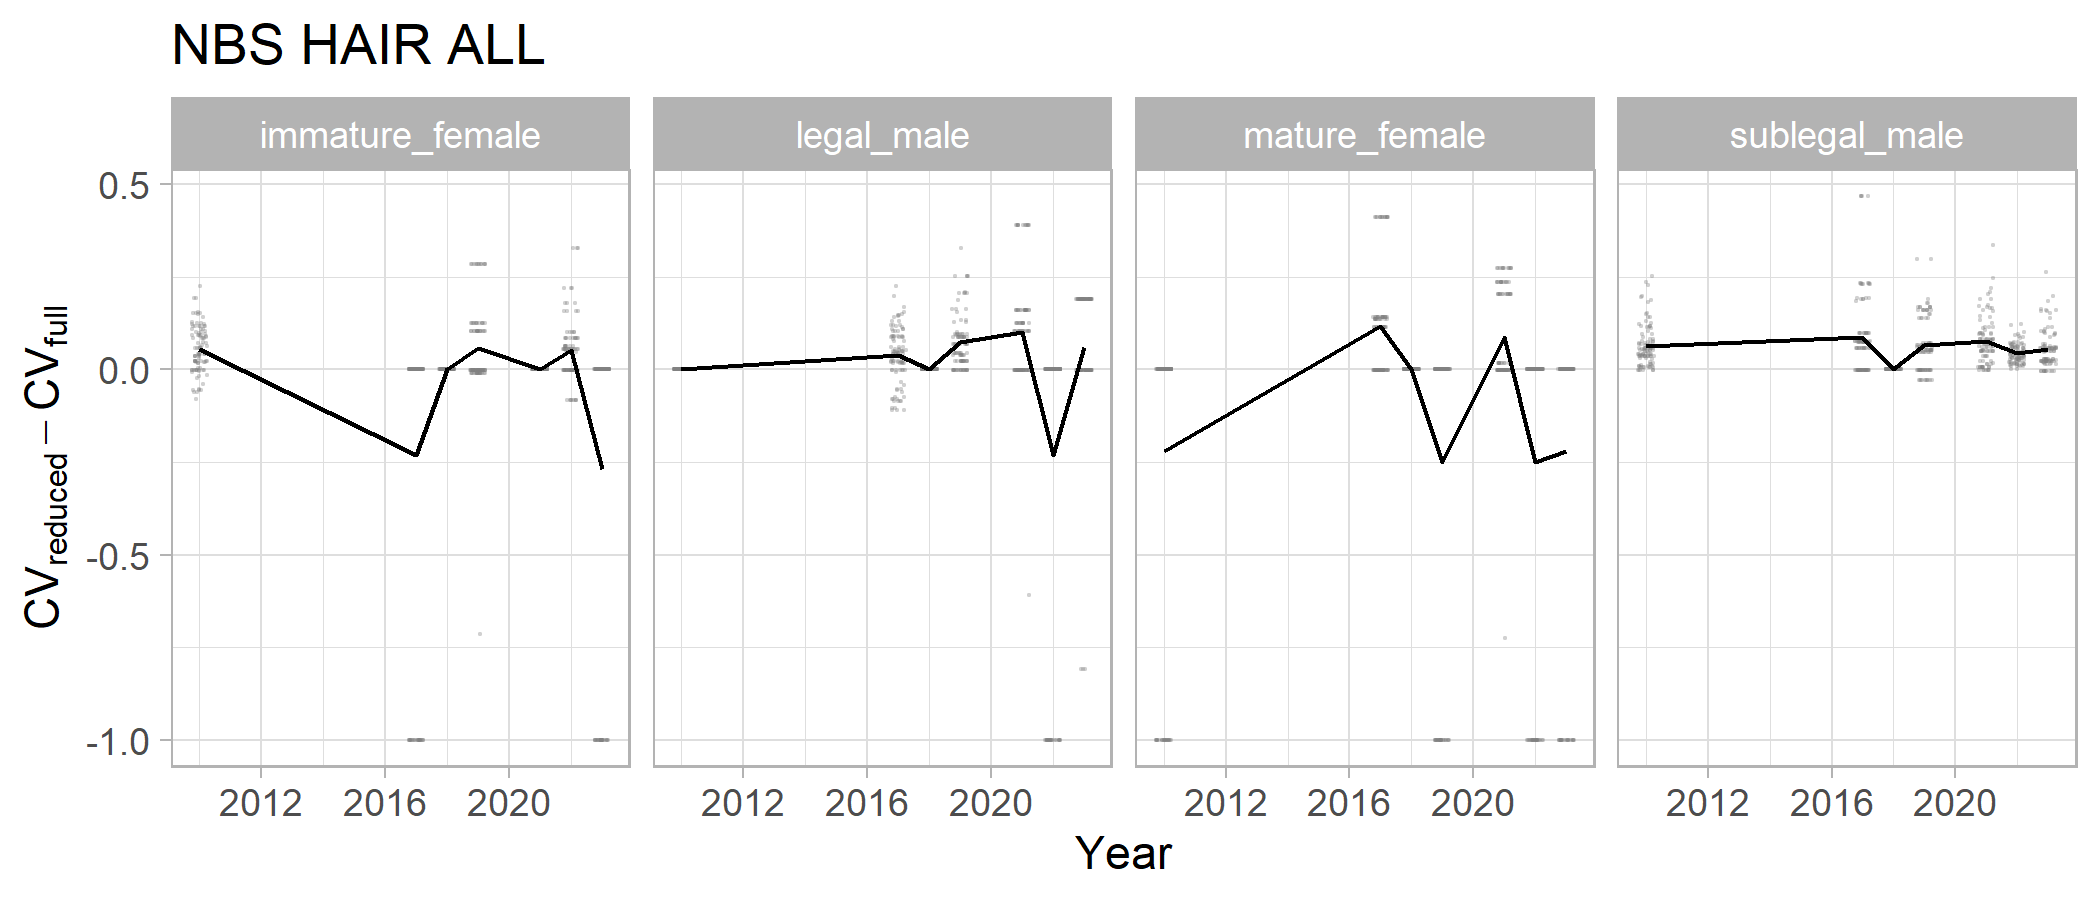 NBS HAIR ALL
immature_female legal_male mature_female sublegal_male
0.5
0.0
-0.5
-1.0
CVreduced − CVfull
2012 2016 2020 2012 2016 2020 2012 2016 2020 2012 2016 2020
Year